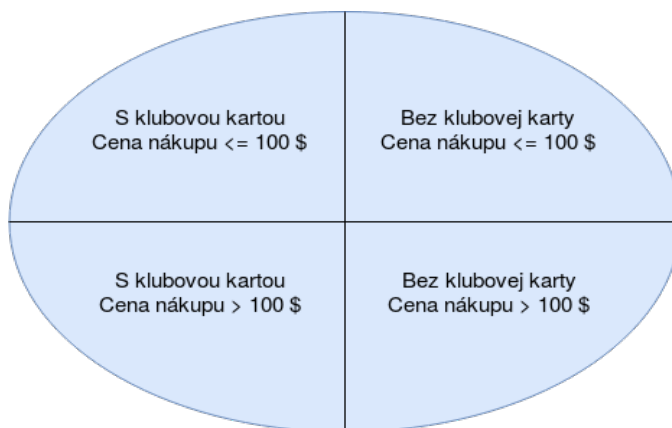 S klubovou kartou
Cena nákupu <= 100 $
Bez klubovej karty
Cena nákupu <= 100 $
S klubovou kartou
Cena nákupu > 100 $
Bez klubovej karty
Cena nákupu > 100 $